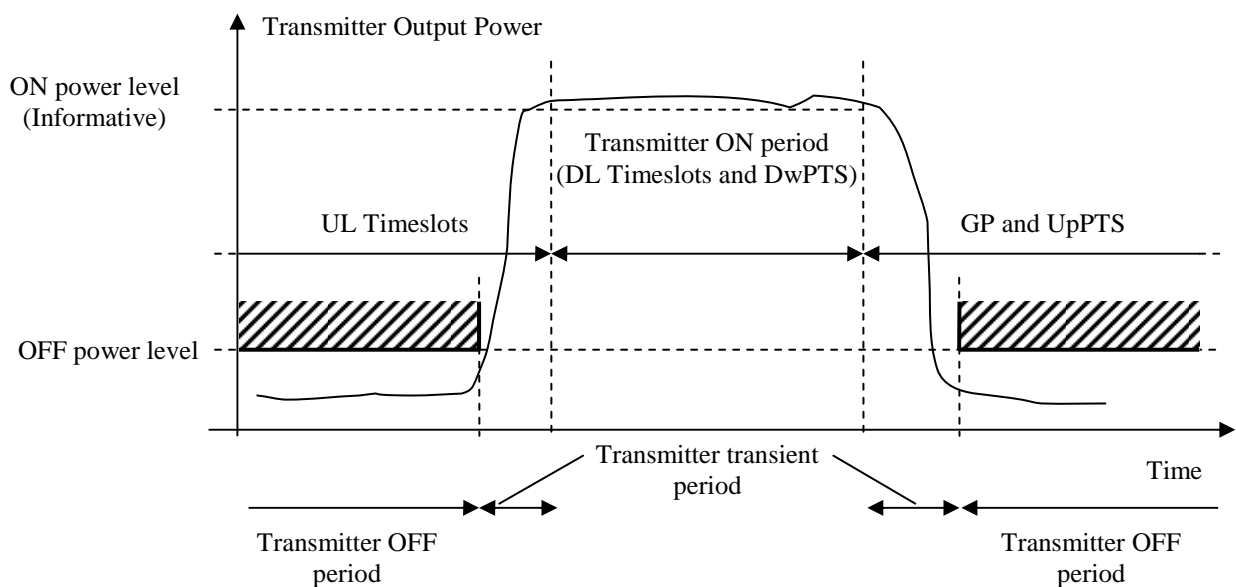 Transmitter Output Power
ON power level
(Informative)
Transmitter ON period
(DL Timeslots and DwPTS)
UL Timeslots
GP and UpPTS
OFF power level
Transmitter transient
period
Time
Transmitter OFF
period
Transmitter OFF
period